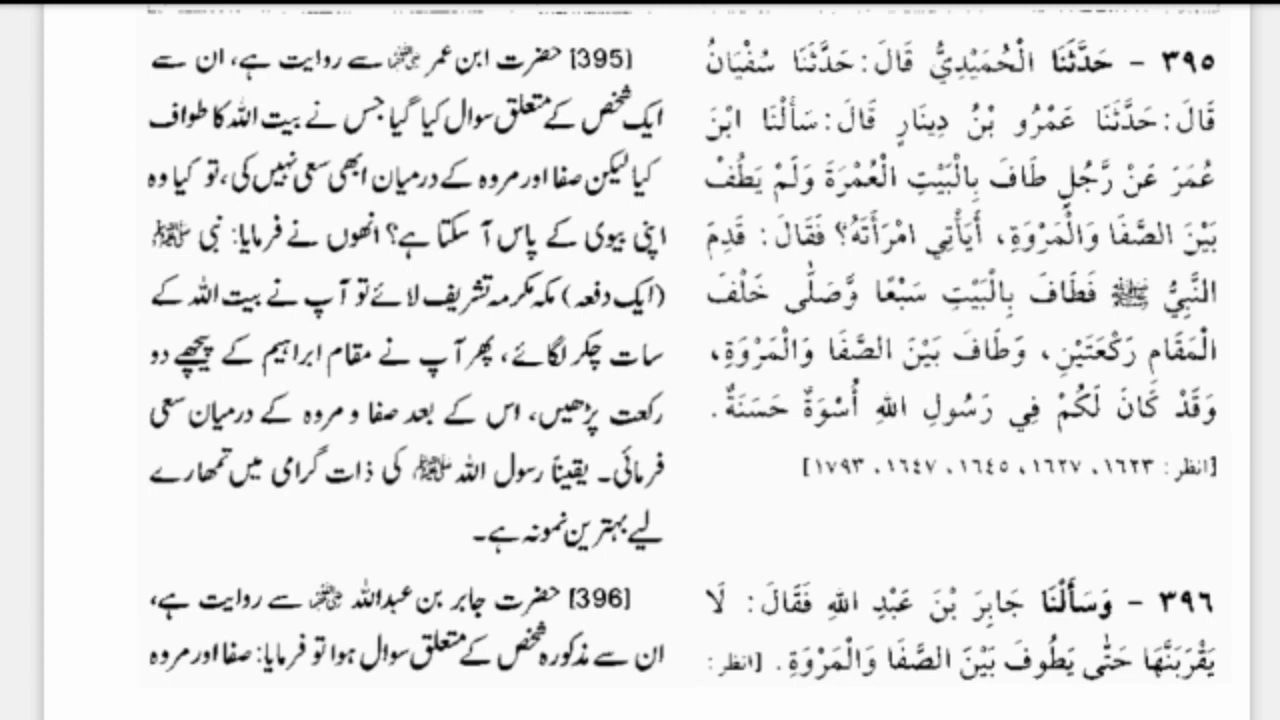 ٣٩٥ - حَدَّثَنَا الْحُمَيْدِيُّ قَالَ: حَدَّثَنَا سُفْيَانُ
قَالَ: حَدَّثَنَا عَمْرُو بْنُ دِينَارٍ قَالَ: سَأَلْنَا ابْنَ
عُمَرَ عَنْ رَّجُلٍ طَافَ بِالْبَيْتِ الْعُمْرَةَ وَلَمْ يَطُفْ
بَيْنَ الصَّفَا وَالْمَرْوَةِ، أَيَأْتِي امْرَأَتَهُ؟ فَقَالَ: قَدِمَ
النَّبِيُّ ﷺ فَطَافَ بِالْبَيْتِ سَبْعًا وَّصَلَّى خَلْفَ
الْمَقَامِ رَكْعَتَيْنِ، وَطَافَ بَيْنَ الصَّفَا وَالْمَرْوَةِ،
وَقَدْ كَانَ لَكُمْ فِي رَسُولِ اللهِ أُسْوَةٌ حَسَنَةٌ.
[انظر: ١٦٢٣، ١٦٢٧، ١٦٤٥، ١٦٤٧، ١٧٩٣]
٣٩٦ - وَسَأَلْنَا جَابِرَ بْنَ عَبْدِ اللهِ فَقَالَ: لَا
يَقْرَبَنَّهَا حَتَّى يَطُوفَ بَيْنَ الصَّفَا وَالْمَرْوَةِ. [انظر:
[395] حضرت ابن عمر ؓ سے روایت ہے، ان سے
ایک شخص کے متعلق سوال کیا گیا جس نے بیت اللہ کا طواف
کیا لیکن صفا اور مروہ کے درمیان ابھی سعی نہیں کی، تو کیا وہ
اپنی بیوی کے پاس آ سکتا ہے؟ انھوں نے فرمایا: نبی ﷺ
(ایک دفعہ) مکہ مکرمہ تشریف لائے تو آپ نے بیت اللہ کے
سات چکر لگائے، پھر آپ نے مقام ابراہیم کے پیچھے دو
رکعت پڑھیں، اس کے بعد صفا و مروہ کے درمیان سعی
فرمائی۔ یقیناً رسول اللہ ﷺ کی ذات گرامی میں تمھارے
لیے بہترین نمونہ ہے۔
[396] حضرت جابر بن عبداللہ ؓ سے روایت ہے،
ان سے مذکورہ شخص کے متعلق سوال ہوا تو فرمایا: صفا اور مروہ